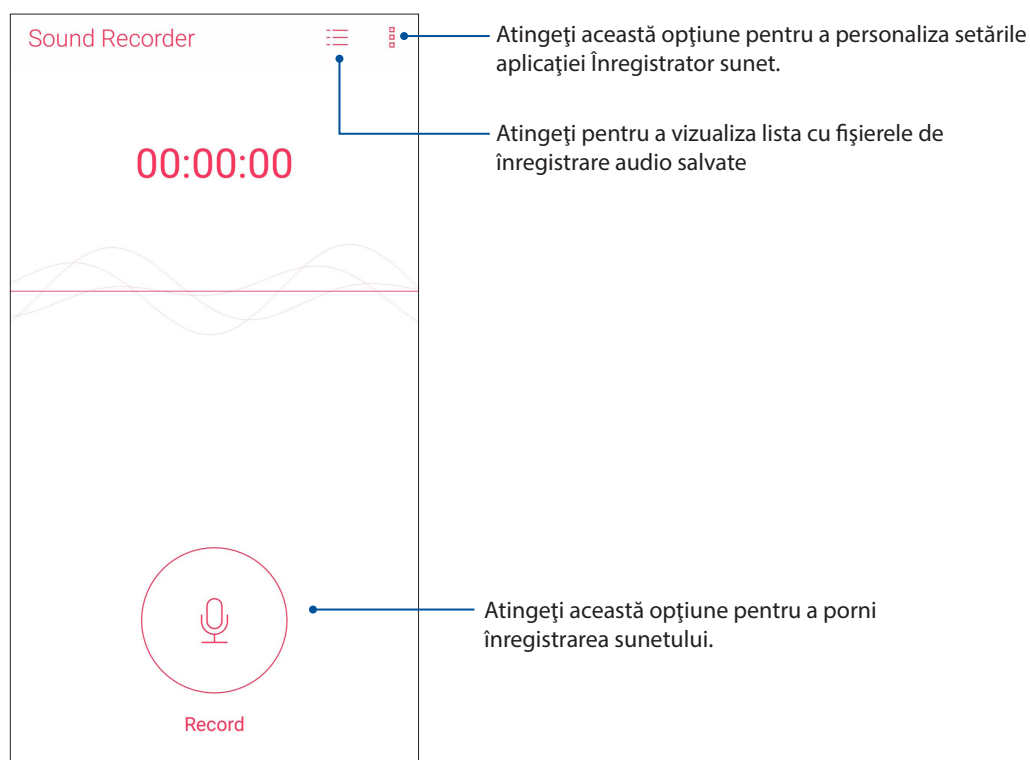 Sound Recorder
Atingeţi această opţiune pentru a personaliza setările
aplicaţiei Înregistrator sunet.
Atingeţi pentru a vizualiza lista cu fişierele de
înregistrare audio salvate
00:00:00
Atingeţi această opţiune pentru a porni
înregistrarea sunetului.
Record